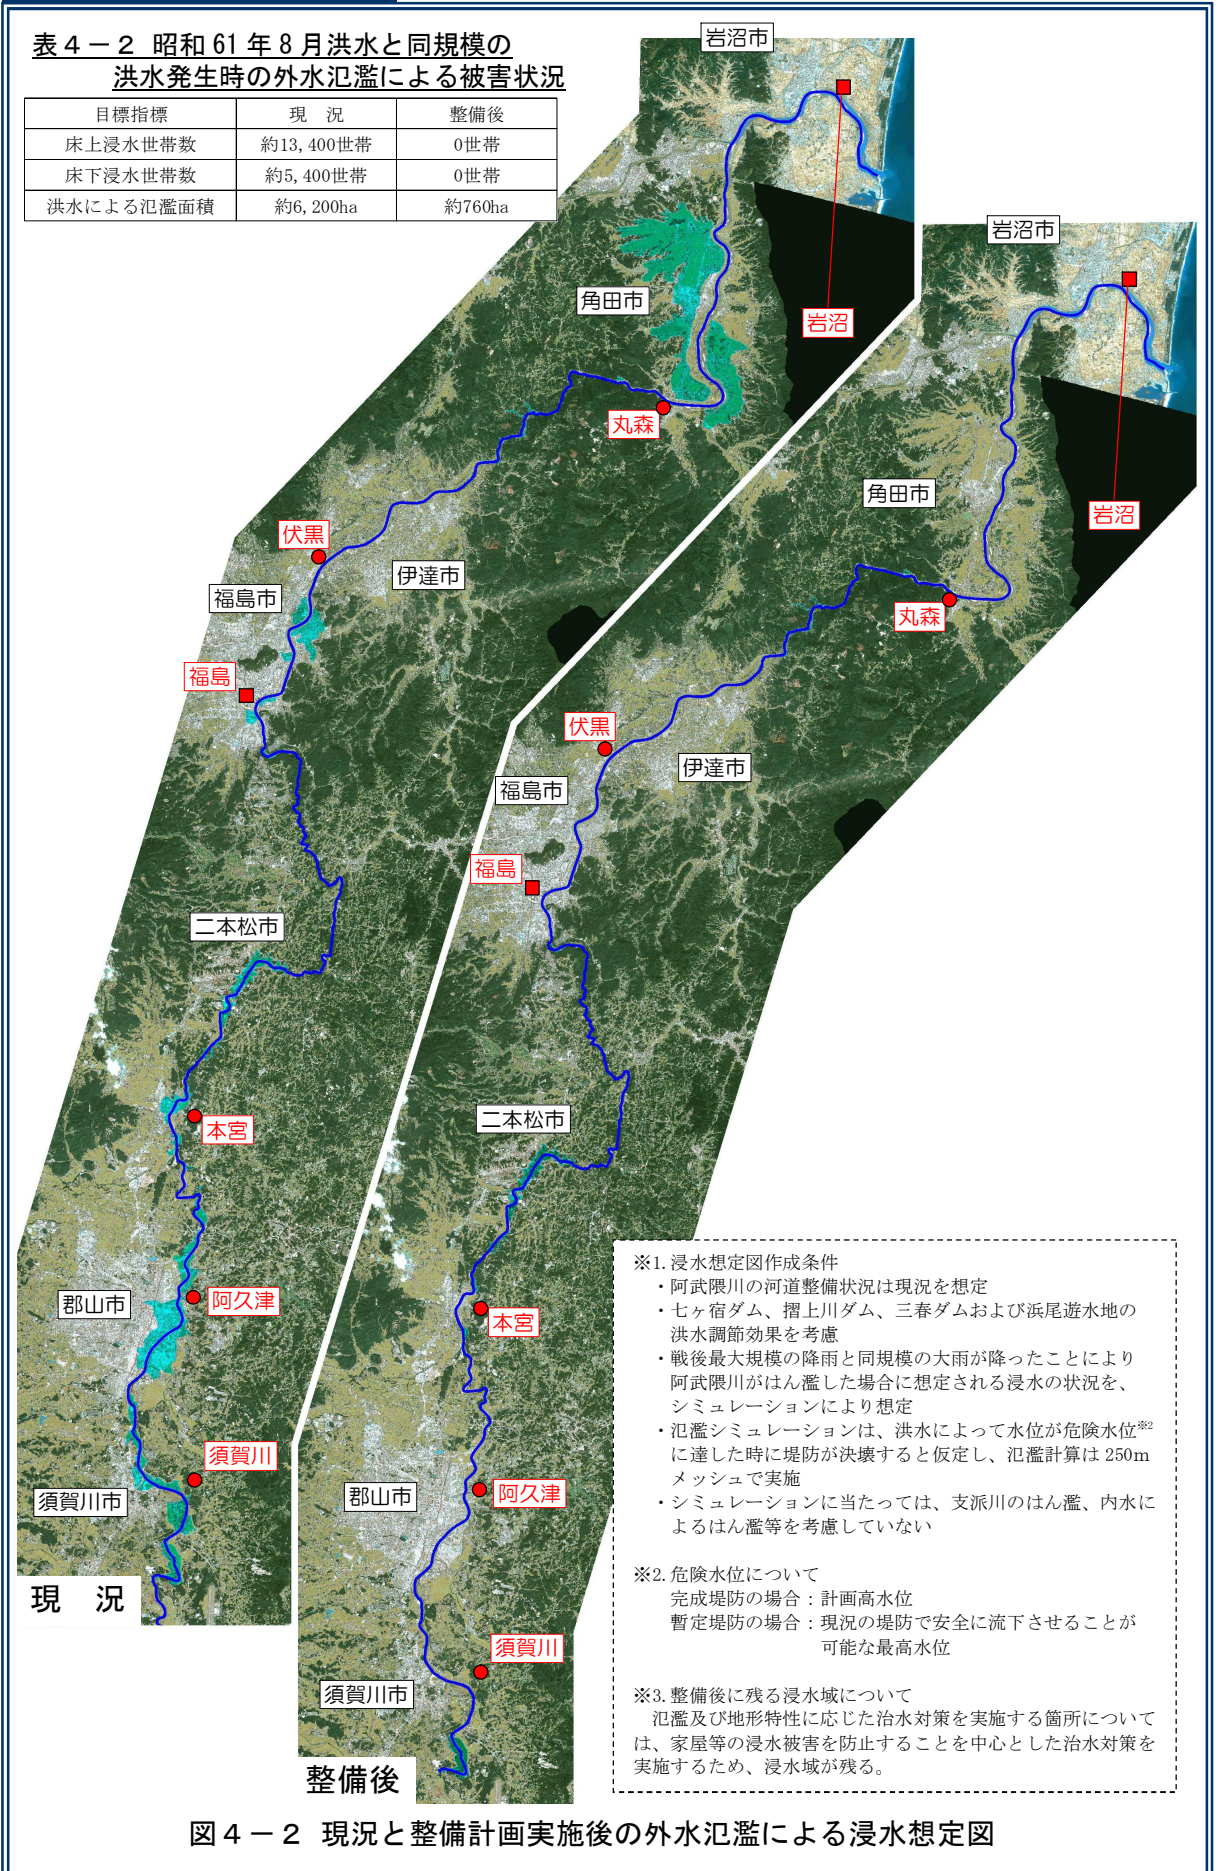 表４－２ 昭和61年8月洪水と同規模の
洪水発生時の外水氾濫による被害状況
目標指標 現　況 整備後
床上浸水世帯数 約13,400世帯 0世帯
床下浸水世帯数 約5,400世帯 0世帯
洪水による氾濫面積 約6,200ha 約760ha
岩沼市
角田市
岩沼
丸森
伏黒
伊達市
福島市
福島
二本松市
本宮
郡山市
阿久津
須賀川
須賀川市
現　況
岩沼市
角田市
岩沼
丸森
伏黒
伊達市
福島市
福島
二本松市
本宮
郡山市
阿久津
須賀川
須賀川市
整備後
※1.浸水想定図作成条件
・阿武隈川の河道整備状況は現況を想定
・七ヶ宿ダム、摺上川ダム、三春ダムおよび浜尾遊水地の
洪水調節効果を考慮
・戦後最大規模の降雨と同規模の大雨が降ったことにより
阿武隈川がはん濫した場合に想定される浸水の状況を、
シミュレーションにより想定
・氾濫シミュレーションは、洪水によって水位が危険水位※2
に達した時に堤防が決壊すると仮定し、氾濫計算は250m
メッシュで実施
・シミュレーションに当たっては、支派川のはん濫、内水に
よるはん濫等を考慮していない
※2.危険水位について
完成堤防の場合：計画高水位
暫定堤防の場合：現況の堤防で安全に流下させることが
可能な最高水位
※3.整備後に残る浸水域について
氾濫及び地形特性に応じた治水対策を実施する箇所について
は、家屋等の浸水被害を防止することを中心とした治水対策を
実施するため、浸水域が残る。
図４－２ 現況と整備計画実施後の外水氾濫による浸水想定図